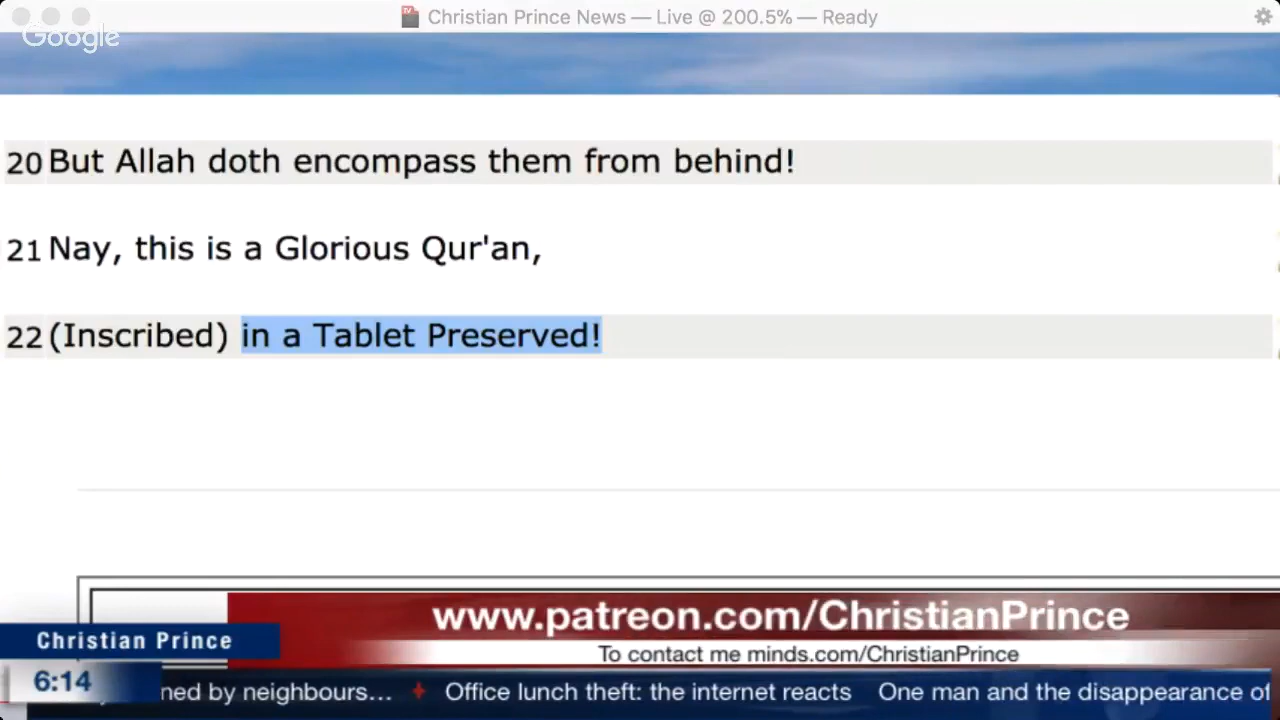 Christian Prince News — Live @ 200.5% — Ready
Google
20 But Allah doth encompass them from behind!
21 Nay, this is a Glorious Qur'an,
22 (Inscribed) in a Tablet Preserved!
www.patreon.com/ChristianPrince
Christian Prince
To contact me minds.com/ChristianPrince
6:14
ned by neighbours... Office lunch theft: the internet reacts One man and the disappearance of